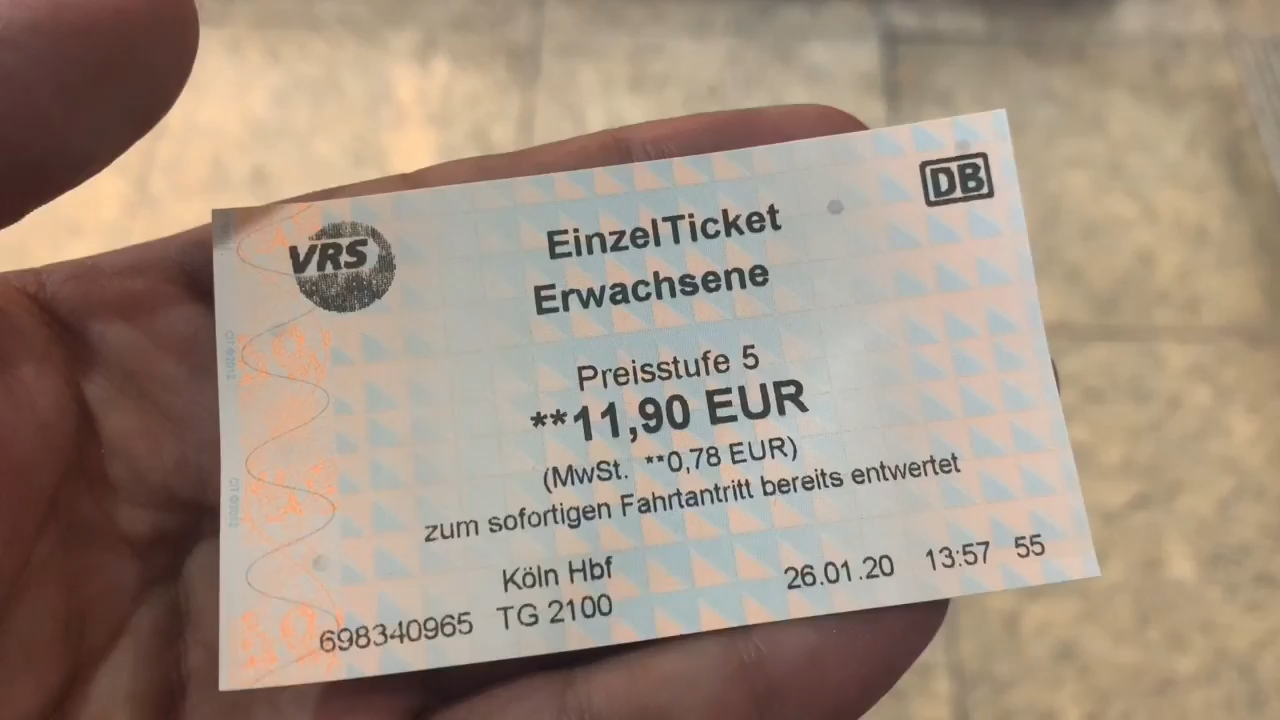 VRS
DB
EinzelTicket
Erwachsene
Preisstufe 5
**11,90 EUR
(MwSt. **0,78 EUR)
zum sofortigen Fahrtantritt bereits entwertet
Köln Hbf 26.01.20 13:57 55
698340965 TG 2100